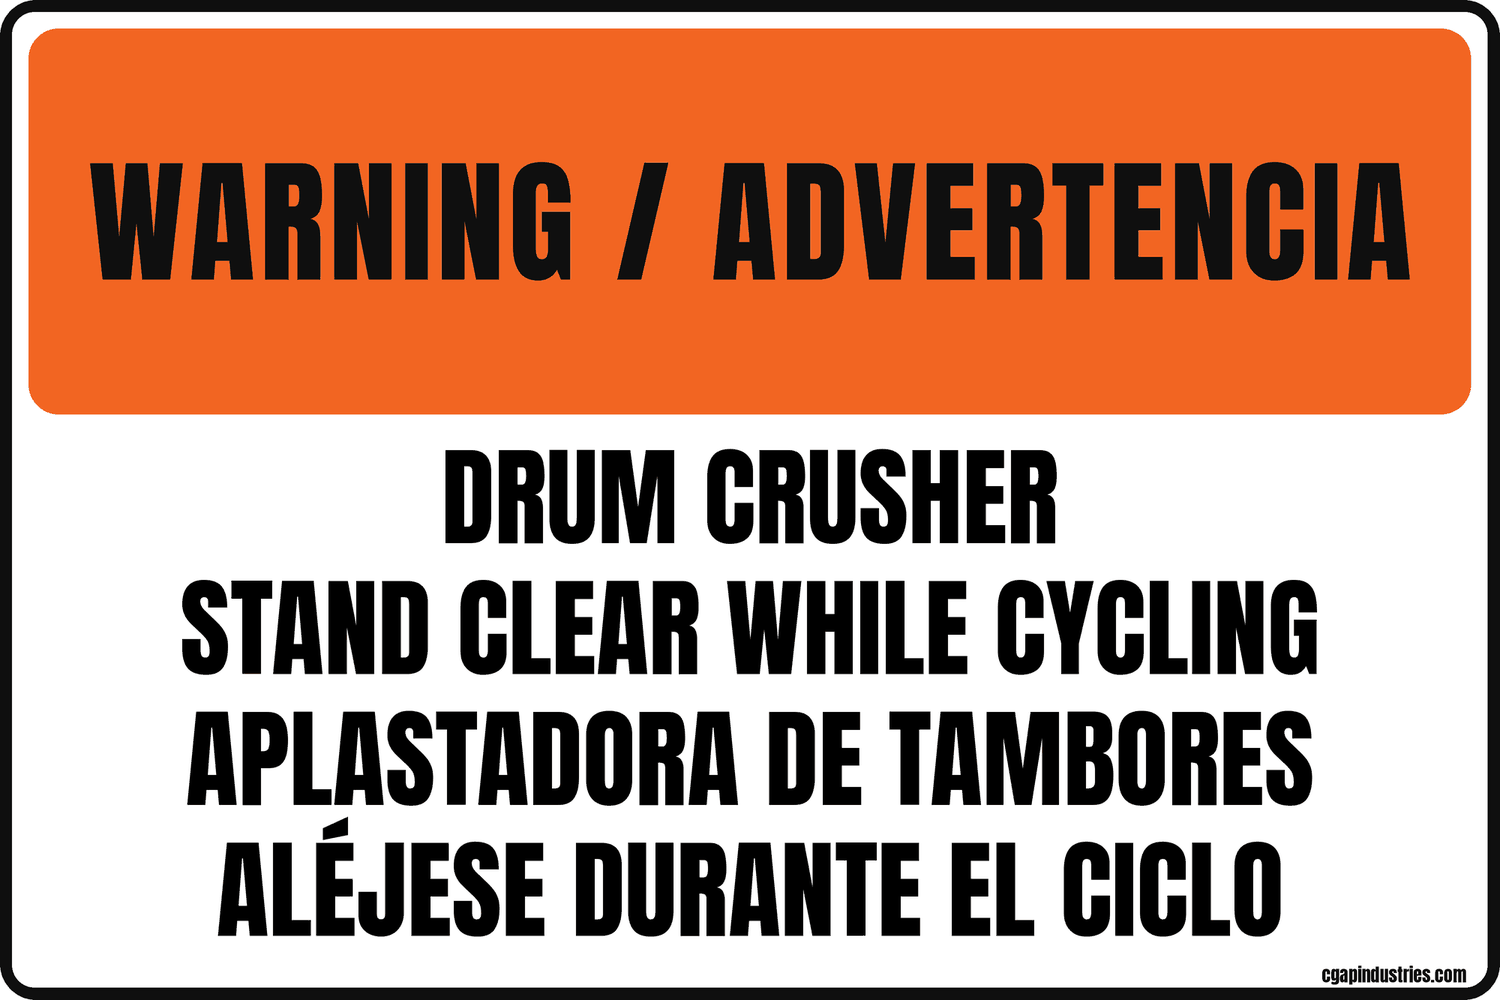 WARNING / ADVERTENCIA
DRUM CRUSHER
STAND CLEAR WHILE CYCLING
APLASTADORA DE TAMBORES
ALÉJESE DURANTE EL CICLO
cgapindustries.com